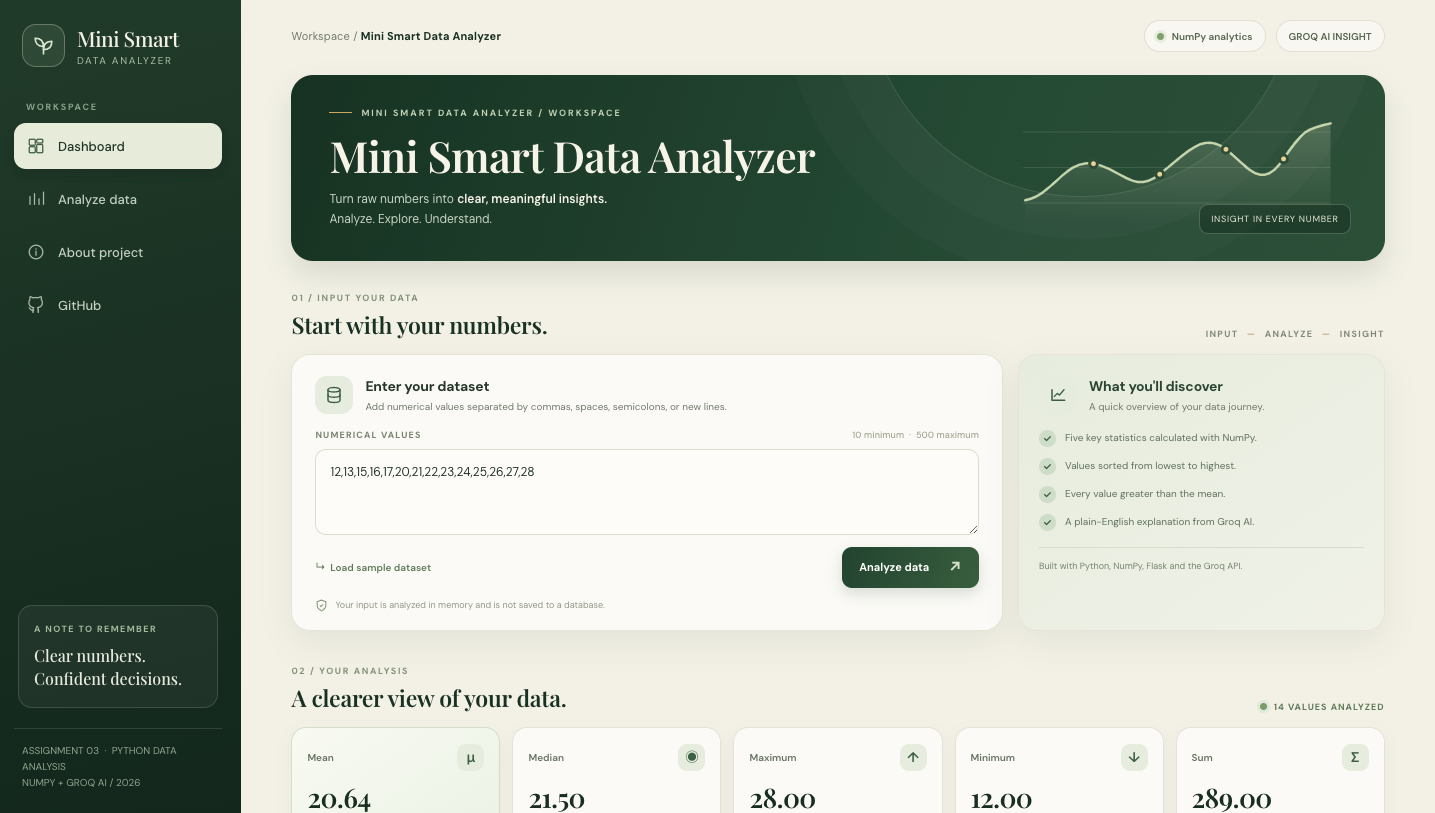 Mini Smart
DATA ANALYZER
WORKSPACE
Dashboard
Analyze data
About project
GitHub
A NOTE TO REMEMBER
Clear numbers.
Confident decisions.
ASSIGNMENT 03 · PYTHON DATA
ANALYSIS
NUMPY + GROQ AI / 2026
Workspace / Mini Smart Data Analyzer
NumPy analytics
GROQ AI INSIGHT
MINI SMART DATA ANALYZER / WORKSPACE
Mini Smart Data Analyzer
Turn raw numbers into clear, meaningful insights.
Analyze. Explore. Understand.
INSIGHT IN EVERY NUMBER
01 / INPUT YOUR DATA
Start with your numbers.
INPUT — ANALYZE — INSIGHT
Enter your dataset
Add numerical values separated by commas, spaces, semicolons, or new lines.
NUMERICAL VALUES
10 minimum · 500 maximum
12,13,15,16,17,20,21,22,23,24,25,26,27,28
Load sample dataset
Analyze data
Your input is analyzed in memory and is not saved to a database.
What you'll discover
A quick overview of your data journey.
Five key statistics calculated with NumPy.
Values sorted from lowest to highest.
Every value greater than the mean.
A plain-English explanation from Groq AI.
Built with Python, NumPy, Flask and the Groq API.
02 / YOUR ANALYSIS
A clearer view of your data.
14 VALUES ANALYZED
Mean
μ
20.64
Median
21.50
Maximum
28.00
Minimum
12.00
Sum
Σ
289.00